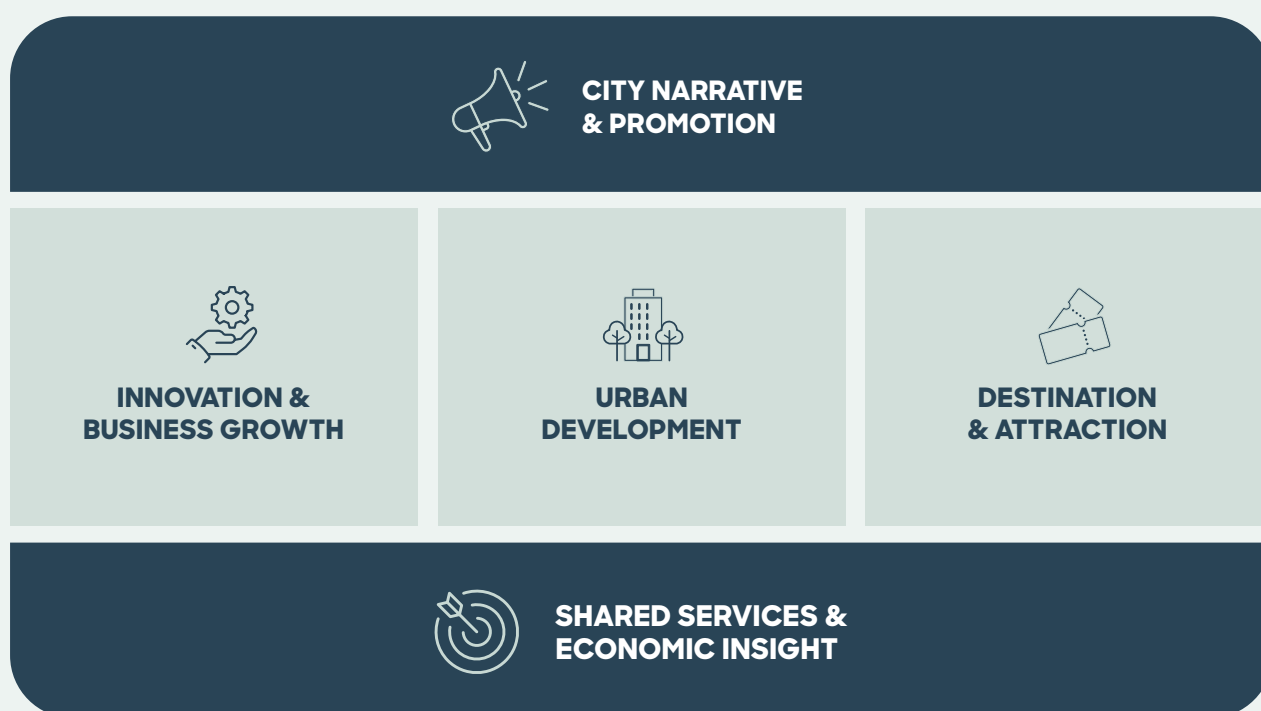 CITY NARRATIVE
& PROMOTION
INNOVATION &
BUSINESS GROWTH
URBAN
DEVELOPMENT
DESTINATION
& ATTRACTION
SHARED SERVICES &
ECONOMIC INSIGHT